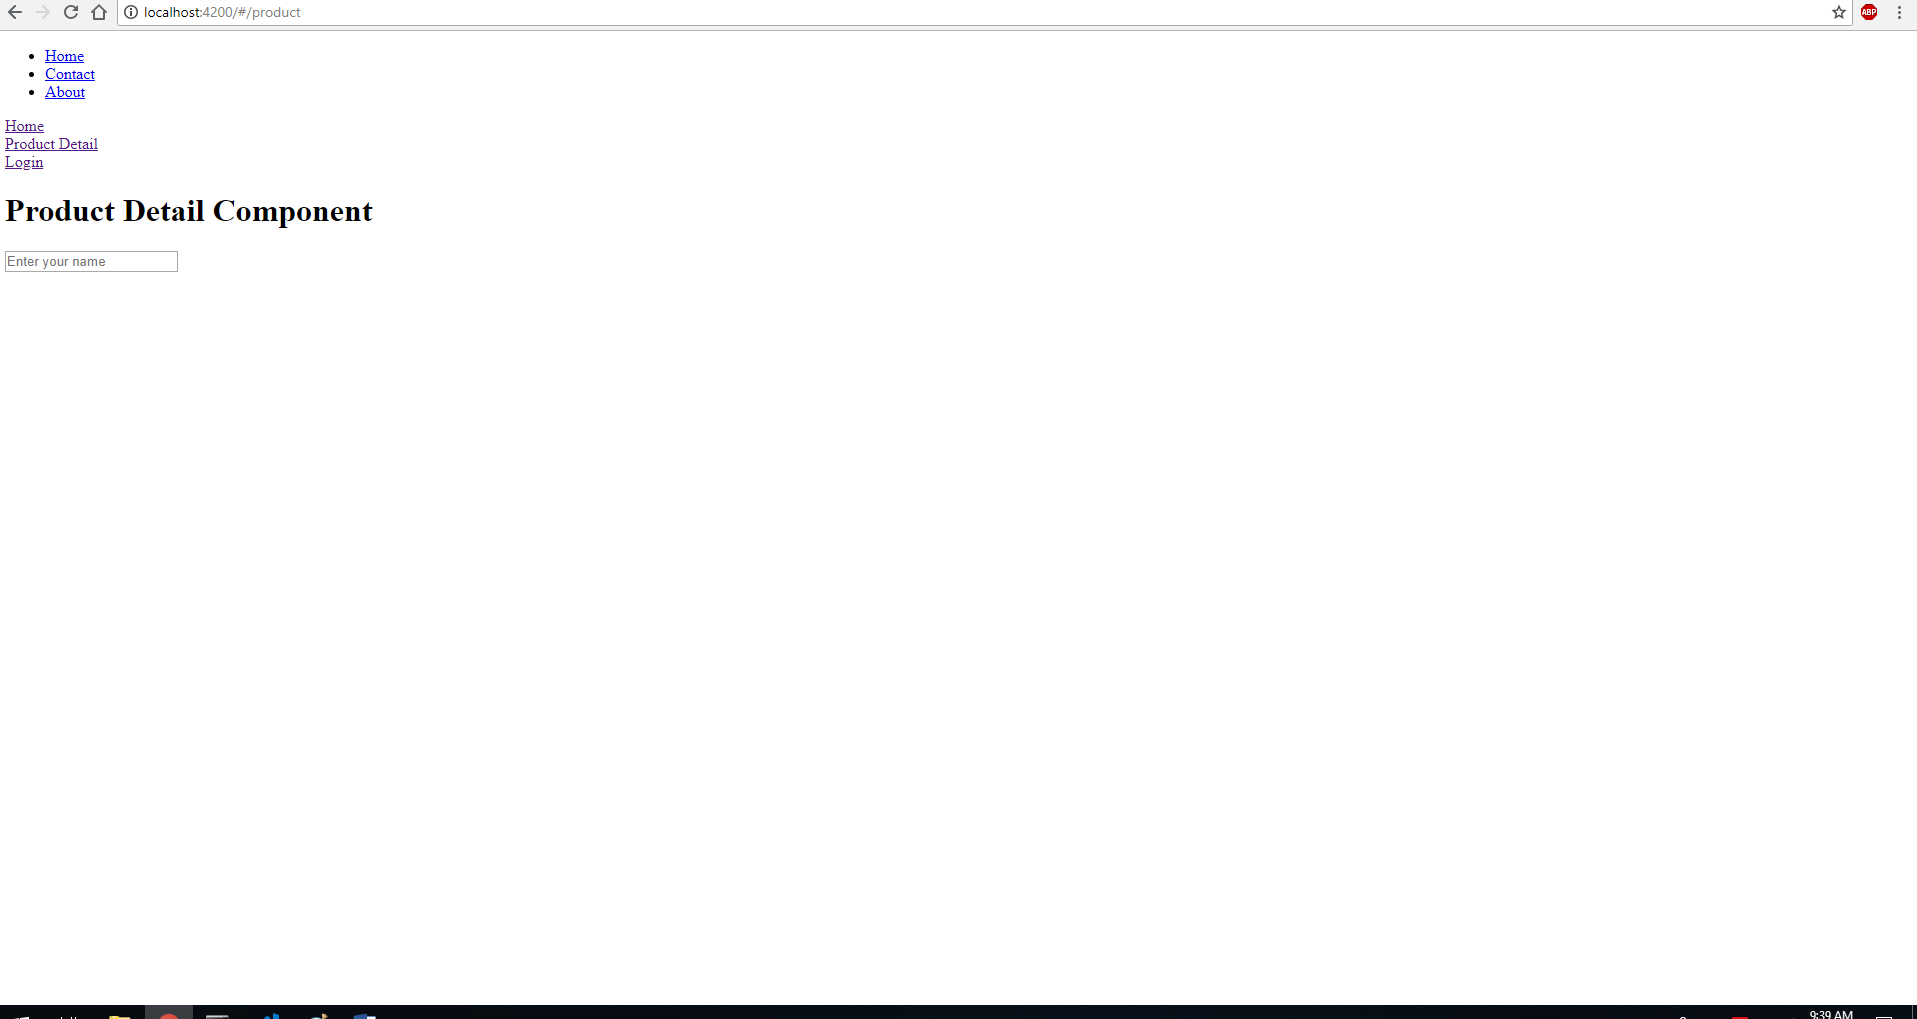 localhost:4200/#/product
ABP
Home
Contact
About
Home
Product Detail
Login
Product Detail Component
Enter your name
9:39 AM